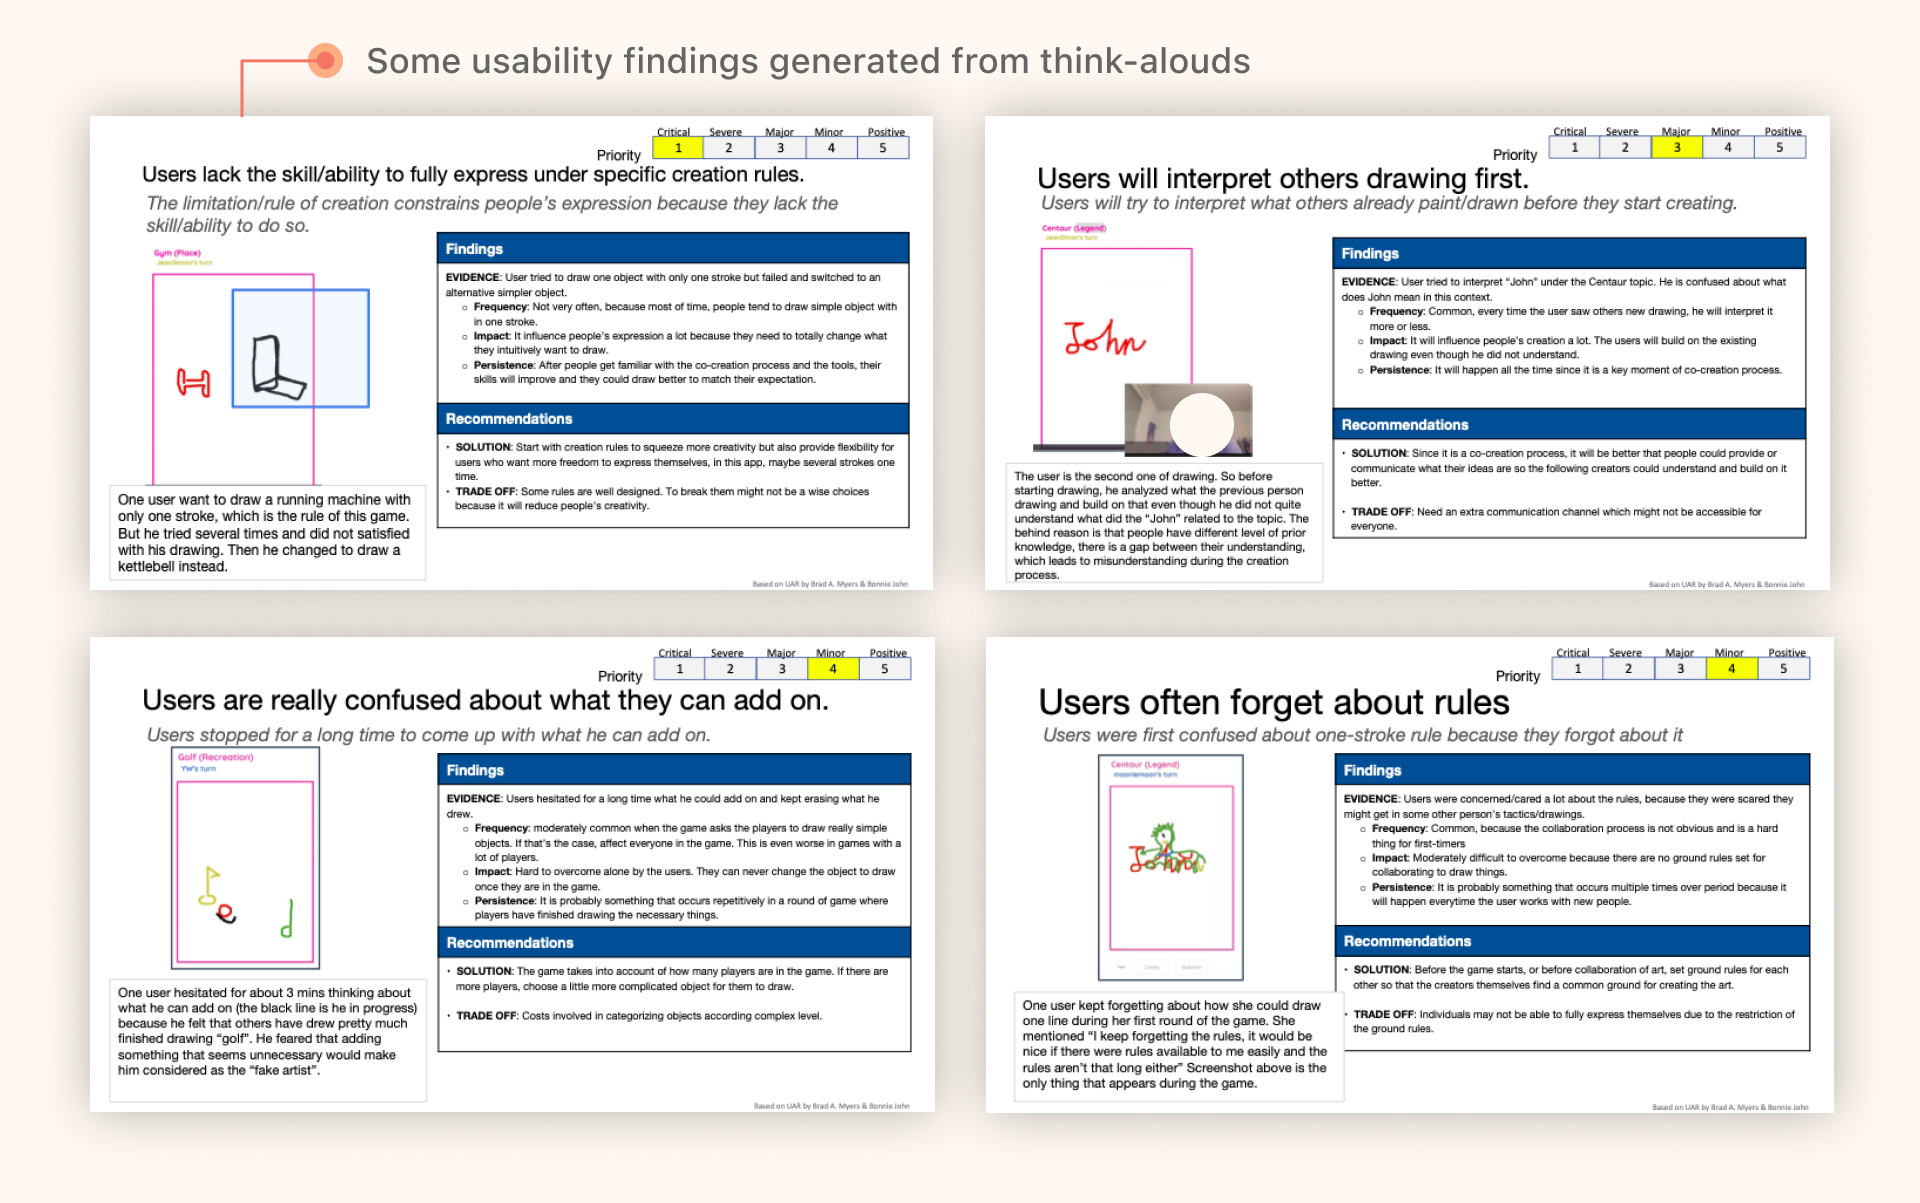 Some usability findings generated from think-alouds
Critical Severe Major Minor Positive
Priority 1 2 3 4 5
Users lack the skill/ability to fully express under specific creation rules.
The limitation/rule of creation constrains people's expression because they lack the
skill/ability to do so.
Gym (Place)
JeanSimon's turn
Findings
EVIDENCE: User tried to draw one object with only one stroke but failed and switched to an
alternative simpler object.
o Frequency: Not very often, because most of time, people tend to draw simple object with
in one stroke.
o Impact: It influence people's expression a lot because they need to totally change what
they intuitively want to draw.
o Persistence: After people get familiar with the co-creation process and the tools, their
skills will improve and they could draw better to match their expectation.
Recommendations
• SOLUTION: Start with creation rules to squeeze more creativity but also provide flexibility for
users who want more freedom to express themselves, in this app, maybe several strokes one
time.
• TRADE OFF: Some rules are well designed. To break them might not be a wise choices
because it will reduce people's creativity.
One user want to draw a running machine with
only one stroke, which is the rule of this game.
But he tried several times and did not satisfied
with his drawing. Then he changed to draw a
kettlebell instead.
Based on UAR by Brad A. Myers & Bonnie John
Critical Severe Major Minor Positive
Priority 1 2 3 4 5
Users will interpret others drawing first.
Users will try to interpret what others already paint/drawn before they start creating.
Centaur (Legend)
JeanSimon's turn
John
Findings
EVIDENCE: User tried to interpret "John" under the Centaur topic. He is confused about what
does John mean in this context.
o Frequency: Common, every time the user saw others new drawing, he will interpret it
more or less.
o Impact: It will influence people's creation a lot. The users will build on the existing
drawing even though he did not understand.
o Persistence: It will happen all the time since it is a key moment of co-creation process.
Recommendations
• SOLUTION: Since it is a co-creation process, it will be better that people could provide or
communicate what their ideas are so the following creators could understand and build on it
better.
• TRADE OFF: Need an extra communication channel which might not be accessible for
everyone.
The user is the second one of drawing. So before
starting drawing, he analyzed what the previous person
drawing and build on that even though he did not quite
understand what did the "John" related to the topic. The
behind reason is that people have different level of prior
knowledge, there is a gap between their understanding,
which leads to misunderstanding during the creation
process.
Based on UAR by Brad A. Myers & Bonnie John
Critical Severe Major Minor Positive
Priority 1 2 3 4 5
Users are really confused about what they can add on.
Users stopped for a long time to come up with what he can add on.
Golf (Recreation)
YW's turn
Findings
EVIDENCE: Users hesitated for a long time what he could add on and kept erasing what he
drew.
o Frequency: moderately common when the game asks the players to draw really simple
objects. If that's the case, affect everyone in the game. This is even worse in games with a
lot of players.
o Impact: Hard to overcome alone by the users. They can never change the object to draw
once they are in the game.
o Persistence: It is probably something that occurs repetitively in a round of game where
players have finished drawing the necessary things.
Recommendations
• SOLUTION: The game takes into account of how many players are in the game. If there are
more players, choose a little more complicated object for them to draw.
• TRADE OFF: Costs involved in categorizing objects according complex level.
One user hesitated for about 3 mins thinking about
what he can add on (the black line is he in progress)
because he felt that others have drew pretty much
finished drawing "golf". He feared that adding
something that seems unnecessary would make
him considered as the "fake artist".
Based on UAR by Brad A. Myers & Bonnie John
Critical Severe Major Minor Positive
Priority 1 2 3 4 5
Users often forget about rules
Users were first confused about one-stroke rule because they forgot about it
Centaur (Legend)
mooniemoon's turn
John
Undo Submit
Findings
EVIDENCE: Users were concerned/cared a lot about the rules, because they were scared they
might get in some other person's tactics/drawings.
o Frequency: Common, because the collaboration process is not obvious and is a hard
thing for first-timers
o Impact: Moderately difficult to overcome because there are no ground rules set for
collaborating to draw things.
o Persistence: It is probably something that occurs multiple times over period because it
will happen everytime the user works with new people.
Recommendations
• SOLUTION: Before the game starts, or before collaboration of art, set ground rules for each
other so that the creators themselves find a common ground for creating the art.
• TRADE OFF: Individuals may not be able to fully express themselves due to the restriction of
the ground rules.
One user kept forgetting about how she could draw
one line during her first round of the game. She
mentioned "I keep forgetting the rules, it would be
nice if there were rules available to me easily and the
rules aren't that long either" Screenshot above is the
only thing that appears during the game.
Based on UAR by Brad A. Myers & Bonnie John